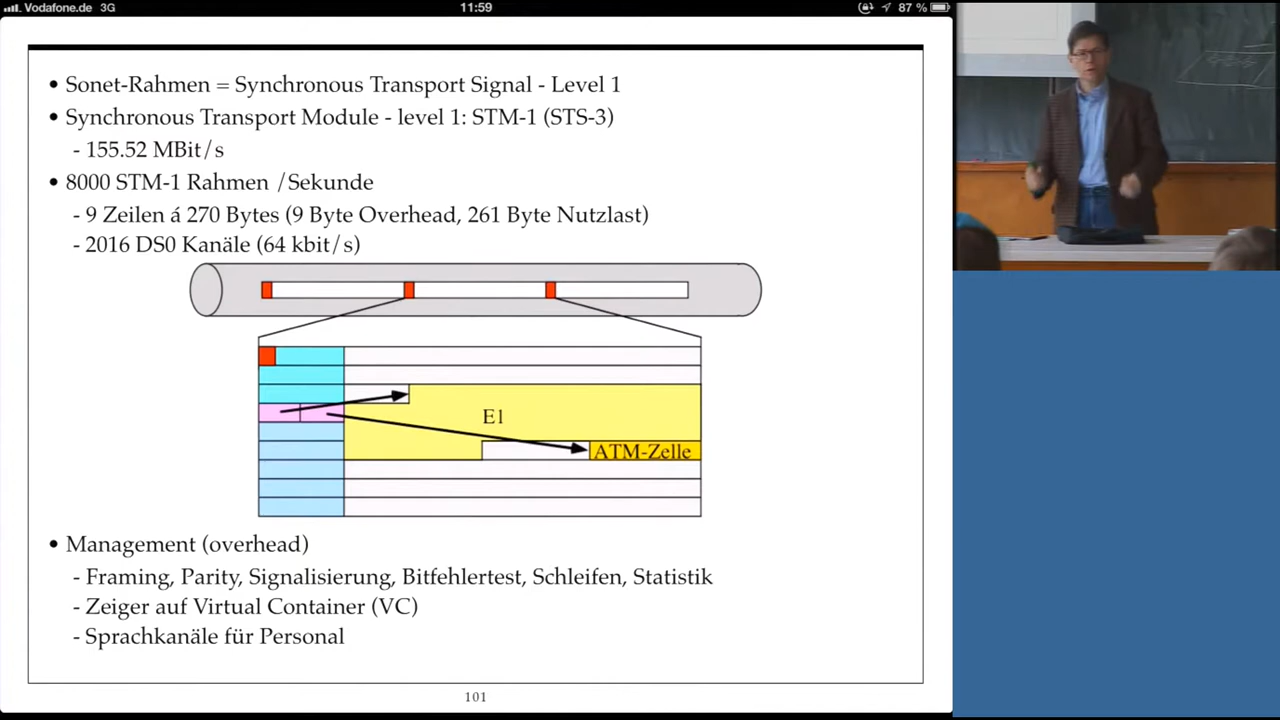 Vodafone.de 3G 11:59 87 %
• Sonet-Rahmen = Synchronous Transport Signal - Level 1
• Synchronous Transport Module - level 1: STM-1 (STS-3)
- 155.52 MBit/s
• 8000 STM-1 Rahmen /Sekunde
- 9 Zeilen á 270 Bytes (9 Byte Overhead, 261 Byte Nutzlast)
- 2016 DS0 Kanäle (64 kbit/s)
E1
ATM-Zelle
• Management (overhead)
- Framing, Parity, Signalisierung, Bitfehlertest, Schleifen, Statistik
- Zeiger auf Virtual Container (VC)
- Sprachkanäle für Personal
101